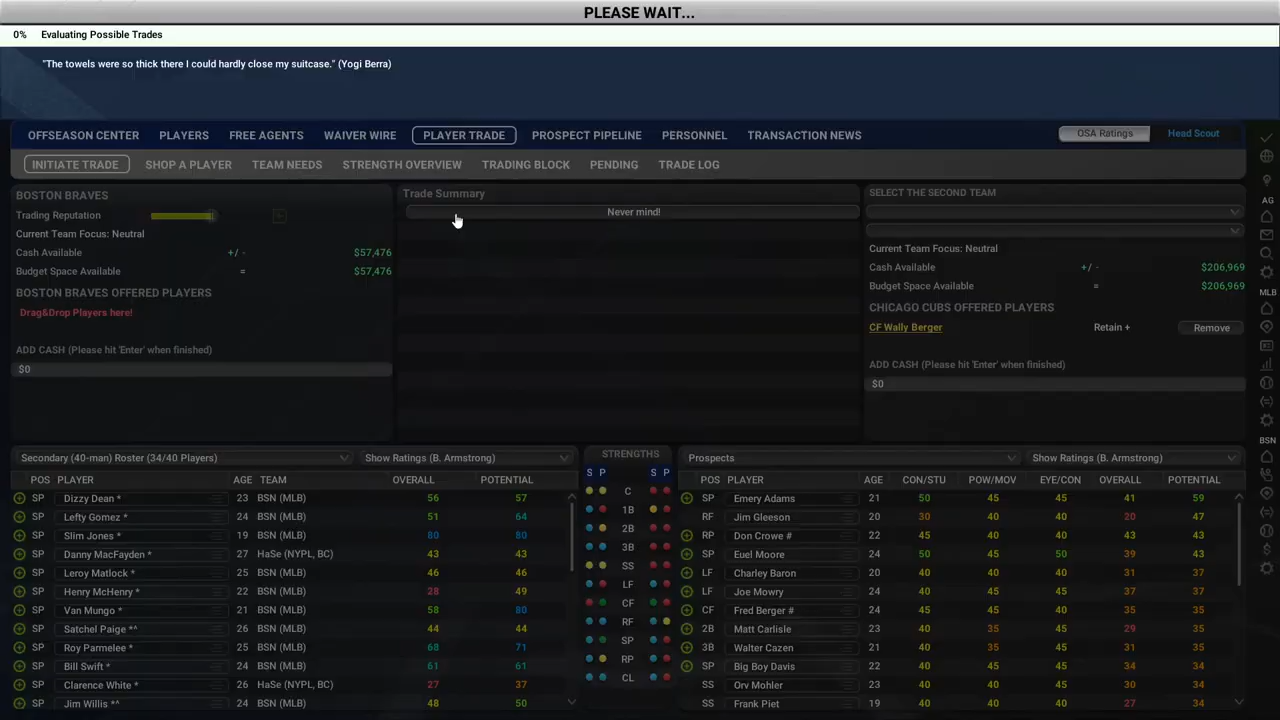 PLEASE WAIT...
0% Evaluating Possible Trades
"The towels were so thick there I could hardly close my suitcase." (Yogi Berra)
OFFSEASON CENTER PLAYERS FREE AGENTS WAIVER WIRE PLAYER TRADE PROSPECT PIPELINE PERSONNEL TRANSACTION NEWS OSA Ratings Head Scout
INITIATE TRADE SHOP A PLAYER TEAM NEEDS STRENGTH OVERVIEW TRADING BLOCK PENDING TRADE LOG
BOSTON BRAVES
Trading Reputation
Current Team Focus: Neutral
Cash Available +/- $57,476
Budget Space Available = $57,476
BOSTON BRAVES OFFERED PLAYERS
Drag&Drop Players here!
ADD CASH (Please hit 'Enter' when finished)
$0
Trade Summary
Never mind!
SELECT THE SECOND TEAM
Current Team Focus: Neutral
Cash Available +/- $206,969
Budget Space Available = $206,969
CHICAGO CUBS OFFERED PLAYERS
CF Wally Berger Retain + Remove
ADD CASH (Please hit 'Enter' when finished)
$0
AG
MLB
BSN
Secondary (40-man) Roster (34/40 Players) Show Ratings (B. Armstrong)
POS PLAYER AGE TEAM OVERALL POTENTIAL
SP Dizzy Dean * 23 BSN (MLB) 56 57
SP Lefty Gomez * 24 BSN (MLB) 51 64
SP Slim Jones * 19 BSN (MLB) 80 80
SP Danny MacFayden * 27 HaSe (NYPL, BC) 43 43
SP Leroy Matlock * 25 BSN (MLB) 46 46
SP Henry McHenry * 22 BSN (MLB) 28 49
SP Van Mungo * 21 BSN (MLB) 58 80
SP Satchel Paige *^ 26 BSN (MLB) 44 44
SP Roy Parmelee * 25 BSN (MLB) 68 71
SP Bill Swift * 24 BSN (MLB) 61 61
SP Clarence White * 26 HaSe (NYPL, BC) 27 37
SP Jim Willis *^ 24 BSN (MLB) 48 50
STRENGTHS
S P S P
C
1B
2B
3B
SS
LF
CF
RF
SP
RP
CL
Prospects Show Ratings (B. Armstrong)
POS PLAYER AGE CON/STU POW/MOV EYE/CON OVERALL POTENTIAL
SP Emery Adams 21 50 45 45 41 59
RF Jim Gleeson 20 30 40 40 20 47
RP Don Crowe # 22 45 40 40 43 43
SP Euel Moore 24 50 45 50 39 43
LF Charley Baron 20 40 40 40 31 37
LF Joe Mowry 24 45 40 45 37 37
CF Fred Berger # 24 45 45 40 35 35
2B Matt Carlisle 23 40 35 40 29 35
3B Walter Cazen 21 40 35 40 31 35
SP Big Boy Davis 22 45 40 45 34 34
SS Orv Mohler 23 40 40 45 30 34
SS Frank Piet 19 40 40 45 27 34